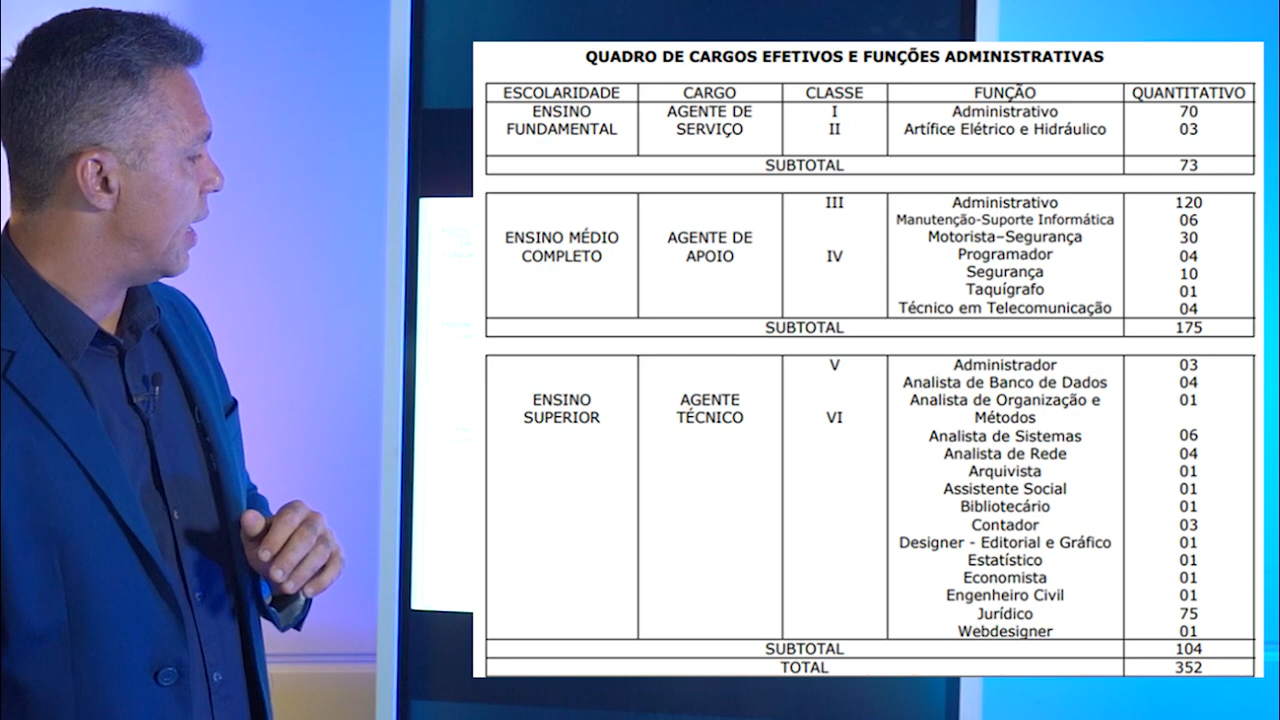 QUADRO DE CARGOS EFETIVOS E FUNÇÕES ADMINISTRATIVAS
ESCOLARIDADE CARGO CLASSE FUNÇÃO QUANTITATIVO
ENSINO AGENTE DE I Administrativo 70
FUNDAMENTAL SERVIÇO II Artífice Elétrico e Hidráulico 03
SUBTOTAL 73
III Administrativo 120
Manutenção-Suporte Informática 06
ENSINO MÉDIO AGENTE DE Motorista–Segurança 30
COMPLETO APOIO IV Programador 04
Segurança 10
Taquígrafo 01
Técnico em Telecomunicação 04
SUBTOTAL 175
V Administrador 03
Analista de Banco de Dados 04
ENSINO AGENTE Analista de Organização e 01
SUPERIOR TÉCNICO VI Métodos
Analista de Sistemas 06
Analista de Rede 04
Arquivista 01
Assistente Social 01
Bibliotecário 01
Contador 03
Designer - Editorial e Gráfico 01
Estatístico 01
Economista 01
Engenheiro Civil 01
Jurídico 75
Webdesigner 01
SUBTOTAL 104
TOTAL 352